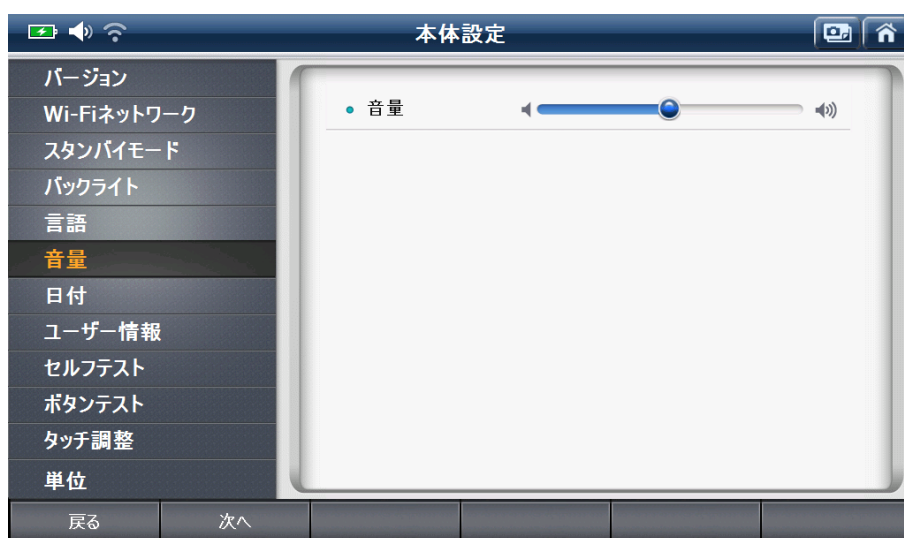 本体設定
バージョン
Wi-Fiネットワーク
スタンバイモード
バックライト
言語
音量
日付
ユーザー情報
セルフテスト
ボタンテスト
タッチ調整
単位
音量
戻る
次へ